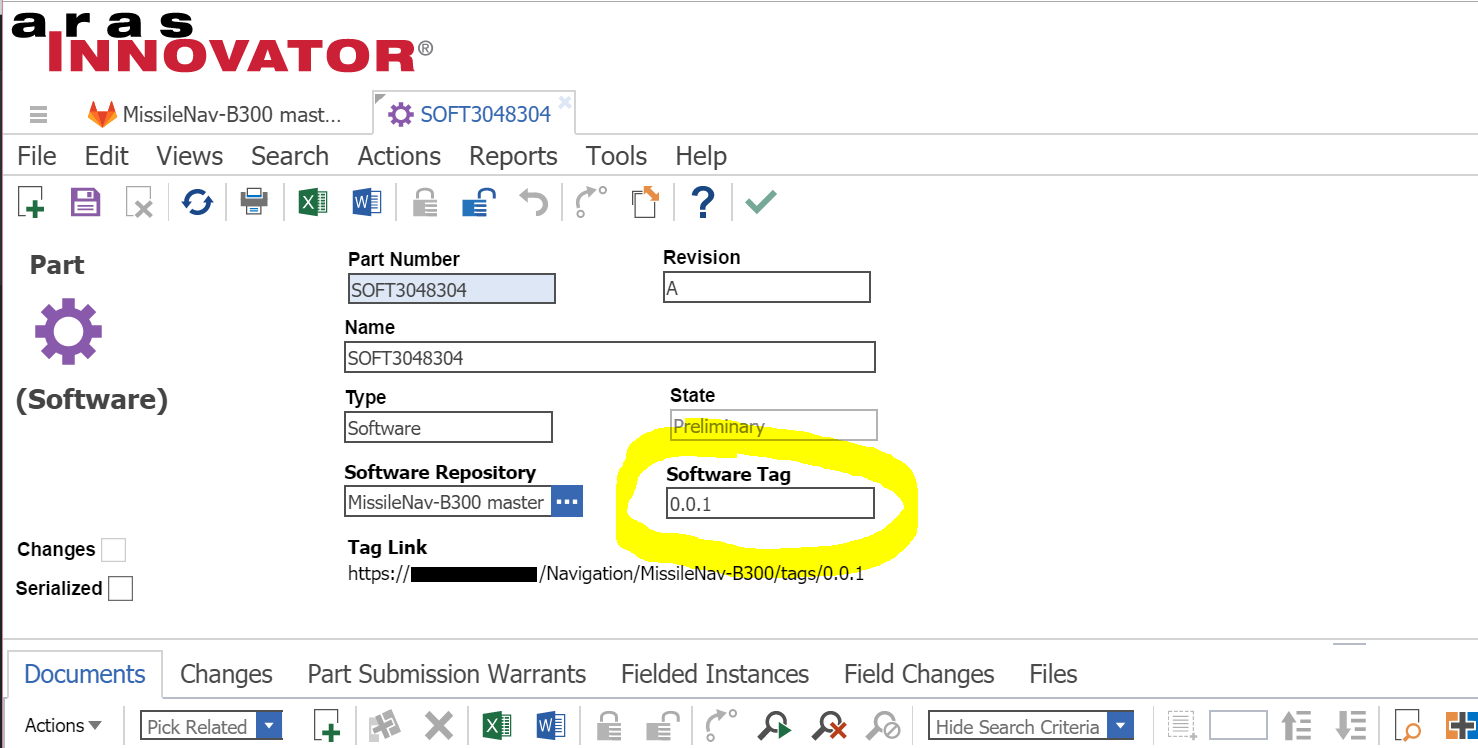 aras
INNOVATOR®
MissileNav-B300 mast... SOFT3048304
File Edit Views Search Actions Reports Tools Help
Part
(Software)
Part Number Revision
SOFT3048304 A
Name
SOFT3048304
Type State
Software Preliminary
Software Repository Software Tag
MissileNav-B300 master ... 0.0.1
Changes
Serialized
Tag Link
https:///Navigation/MissileNav-B300/tags/0.0.1
Documents Changes Part Submission Warrants Fielded Instances Field Changes Files
Actions Pick Related Hide Search Criteria